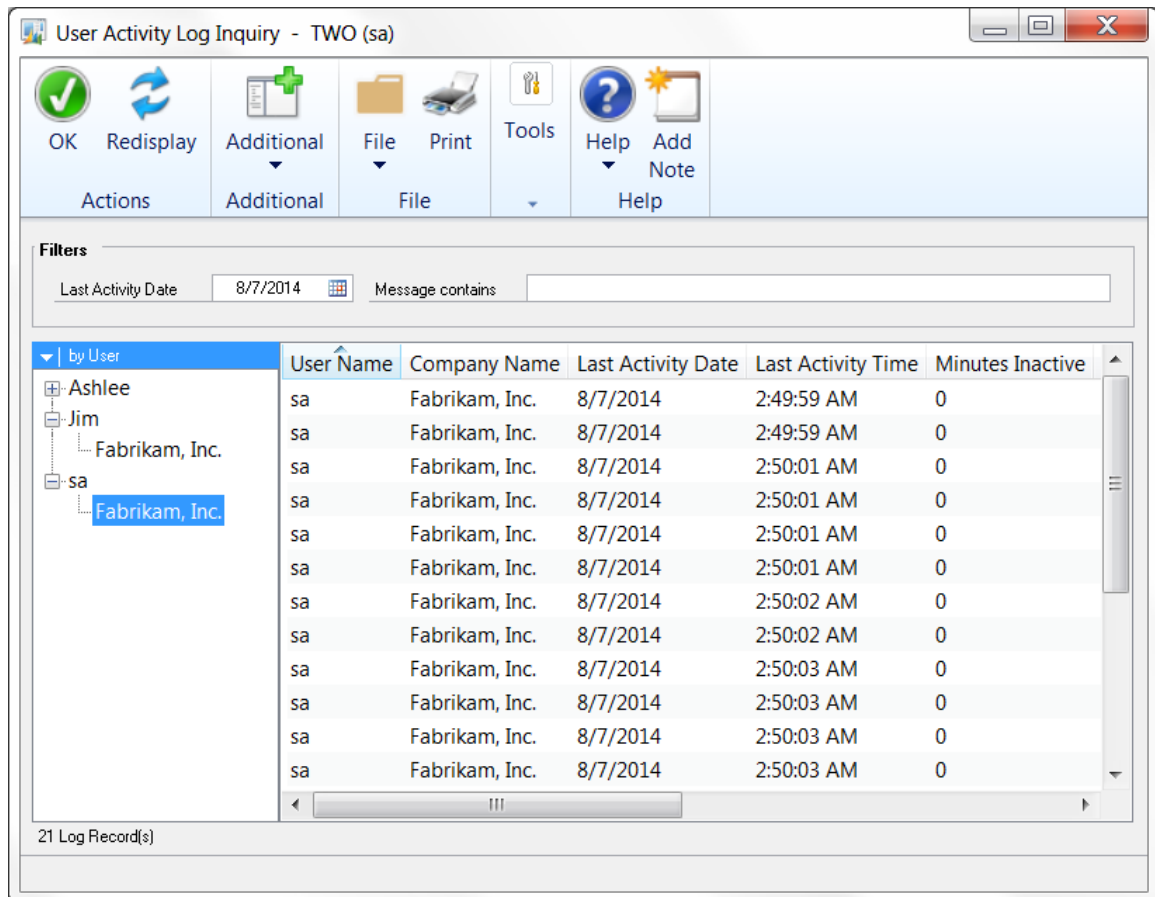 User Activity Log Inquiry - TWO (sa)
OK Redisplay Additional File Print Tools Help Add Note
Actions Additional File Help
Filters
Last Activity Date 8/7/2014 Message contains
by User
Ashlee
Jim
Fabrikam, Inc.
sa
Fabrikam, Inc.
User Name Company Name Last Activity Date Last Activity Time Minutes Inactive
sa Fabrikam, Inc. 8/7/2014 2:49:59 AM 0
sa Fabrikam, Inc. 8/7/2014 2:49:59 AM 0
sa Fabrikam, Inc. 8/7/2014 2:50:01 AM 0
sa Fabrikam, Inc. 8/7/2014 2:50:01 AM 0
sa Fabrikam, Inc. 8/7/2014 2:50:01 AM 0
sa Fabrikam, Inc. 8/7/2014 2:50:01 AM 0
sa Fabrikam, Inc. 8/7/2014 2:50:02 AM 0
sa Fabrikam, Inc. 8/7/2014 2:50:02 AM 0
sa Fabrikam, Inc. 8/7/2014 2:50:03 AM 0
sa Fabrikam, Inc. 8/7/2014 2:50:03 AM 0
sa Fabrikam, Inc. 8/7/2014 2:50:03 AM 0
sa Fabrikam, Inc. 8/7/2014 2:50:03 AM 0
21 Log Record(s)